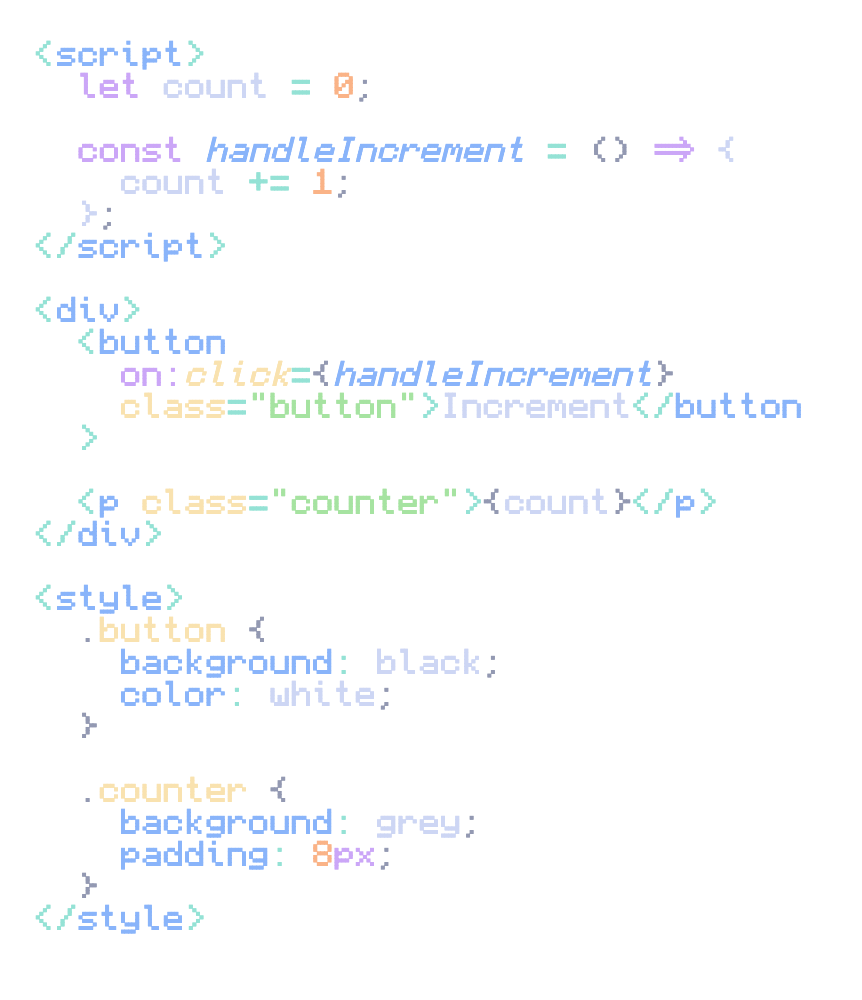 <script>
  let count = 0;

  const handleIncrement = () => {
    count += 1;
  };
</script>

<div>
  <button
    on:click={handleIncrement}
    class="button">Increment</button
  >

  <p class="counter">{count}</p>
</div>

<style>
  .button {
    background: black;
    color: white;
  }

  .counter {
    background: grey;
    padding: 8px;
  }
</style>